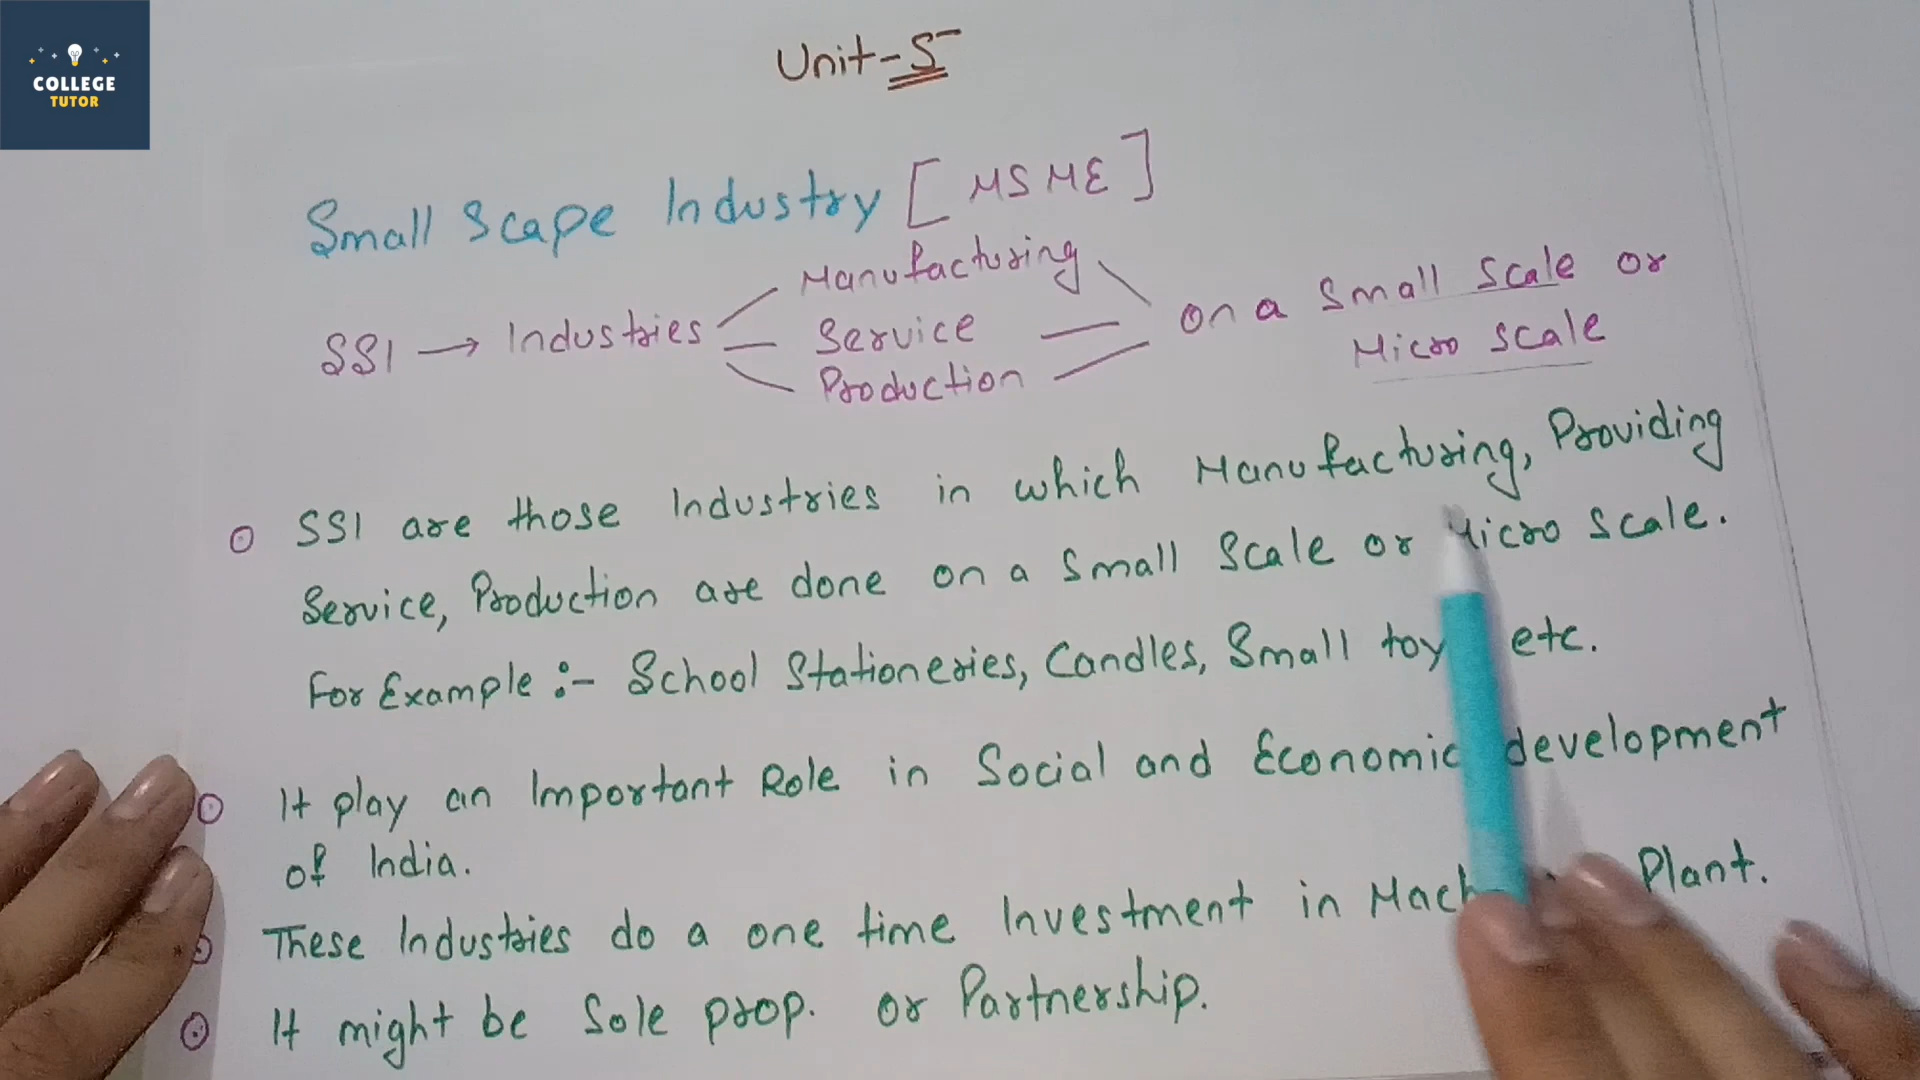 COLLEGE
TUTOR
Unit-5
Small Scape Industry [MSME]
SSI → Industries
Manufacturing
Service
Production
on a Small Scale or
Micro Scale
SSI are those Industries in which Manufacturing, Providing
Service, Production are done on a Small Scale or Micro Scale.
For Example :- School Stationeries, Candles, Small toy etc.
It play an Important Role in Social and Economic development
of India.
These Industries do a one time Investment in Plant.
It might be Sole prop. or Partnership.